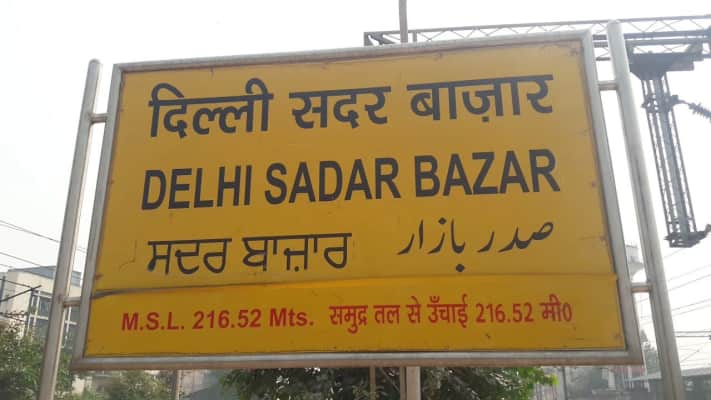 दिल्ली सदर बाज़ार
DELHI SADAR BAZAR
ਸਦਰ ਬਾਜ਼ਾਰ صدر بازار
M.S.L. 216.52 Mts. समुद्र तल से उँचाई 216.52 मी0